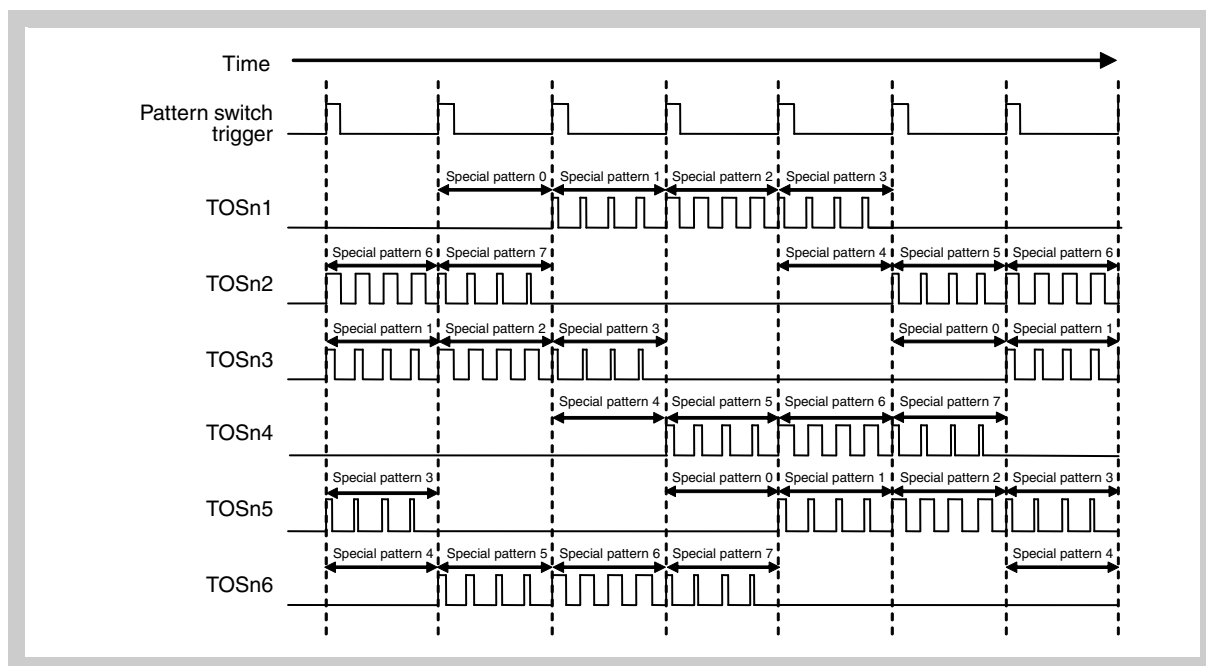 Time
Pattern switch
trigger
Special pattern 0 Special pattern 1 Special pattern 2 Special pattern 3
TOSn1
Special pattern 6 Special pattern 7 Special pattern 4 Special pattern 5 Special pattern 6
TOSn2
Special pattern 1 Special pattern 2 Special pattern 3 Special pattern 0 Special pattern 1
TOSn3
Special pattern 4 Special pattern 5 Special pattern 6 Special pattern 7
TOSn4
Special pattern 3 Special pattern 0 Special pattern 1 Special pattern 2 Special pattern 3
TOSn5
Special pattern 4 Special pattern 5 Special pattern 6 Special pattern 7 Special pattern 4
TOSn6